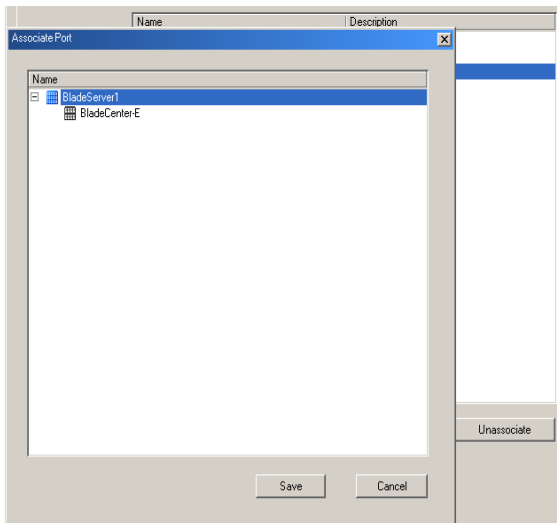 Name Description
Associate Port
Name
BladeServer1
BladeCenter-E
Unassociate
Save Cancel